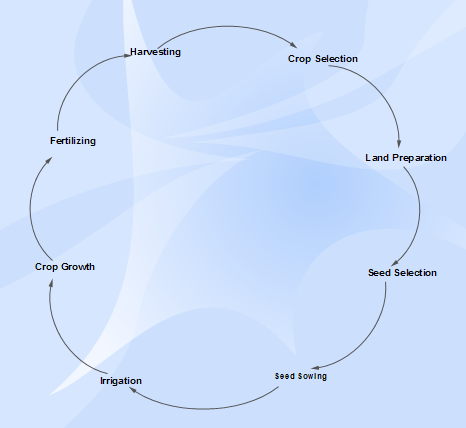 Harvesting
Crop Selection
Land Preparation
Seed Selection
Seed Sowing
Irrigation
Crop Growth
Fertilizing